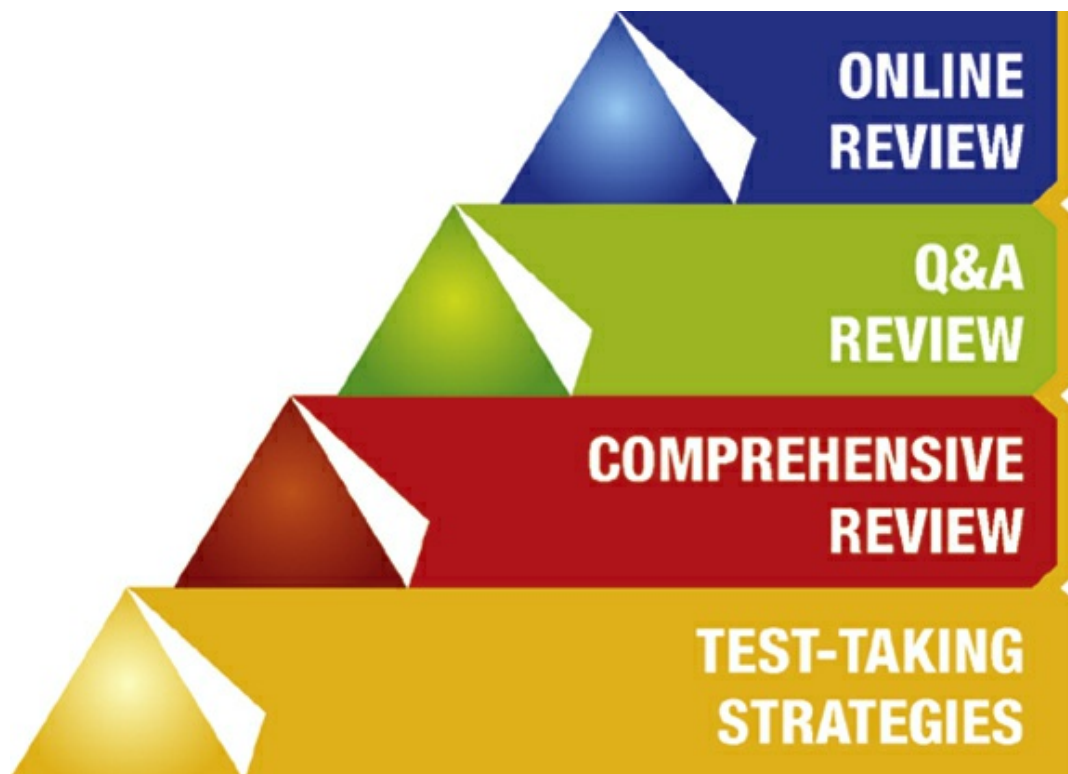 ONLINE
REVIEW
Q&A
REVIEW
COMPREHENSIVE
REVIEW
TEST-TAKING
STRATEGIES